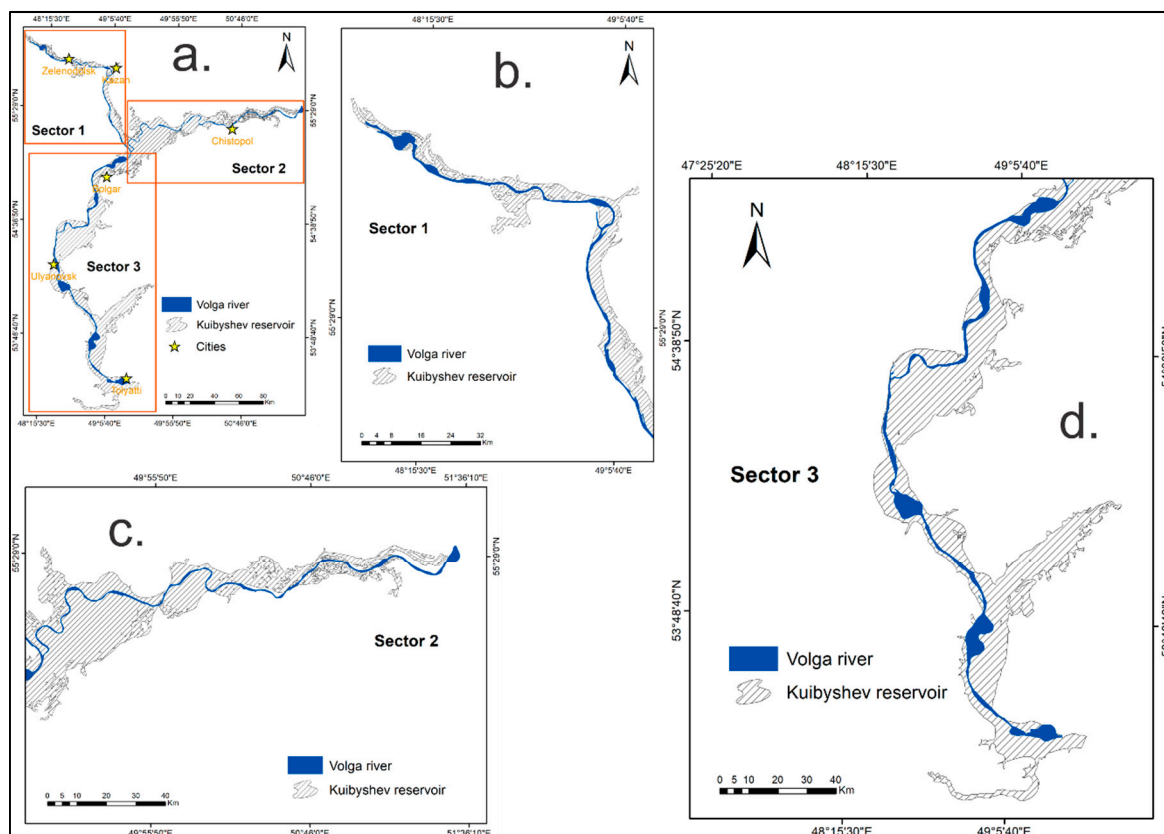 48°15'30"E 49°5'40"E 49°55'50"E 50°46'0"E
N
a.
Zelenodolsk
Kazan
55°29'0"N
55°29'0"N
Sector 1
Chistopol
Sector 2
Bolgar
54°38'50"N
54°38'50"N
Sector 3
Ulyanovsk
Volga river
Kuibyshev reservoir
Cities
53°48'40"N
53°48'40"N
Tolyatti
0 10 20 40 60 80
Km
48°15'30"E 49°5'40"E 49°55'50"E 50°46'0"E
48°15'30"E 49°5'40"E
N
b.
Sector 1
55°29'0"N
55°29'0"N
Volga river
Kuibyshev reservoir
0 4 8 16 24 32
Km
48°15'30"E 49°5'40"E
49°55'50"E 50°46'0"E 51°36'10"E
c.
55°29'0"N
55°29'0"N
Sector 2
Volga river
Kuibyshev reservoir
0 5 10 20 30 40
Km
49°55'50"E 50°46'0"E 51°36'10"E
47°25'20"E 48°15'30"E 49°5'40"E
N
54°38'50"N
d.
Sector 3
53°48'40"N
Volga river
Kuibyshev reservoir
0 5 10 20 30 40
Km
48°15'30"E 49°5'40"E